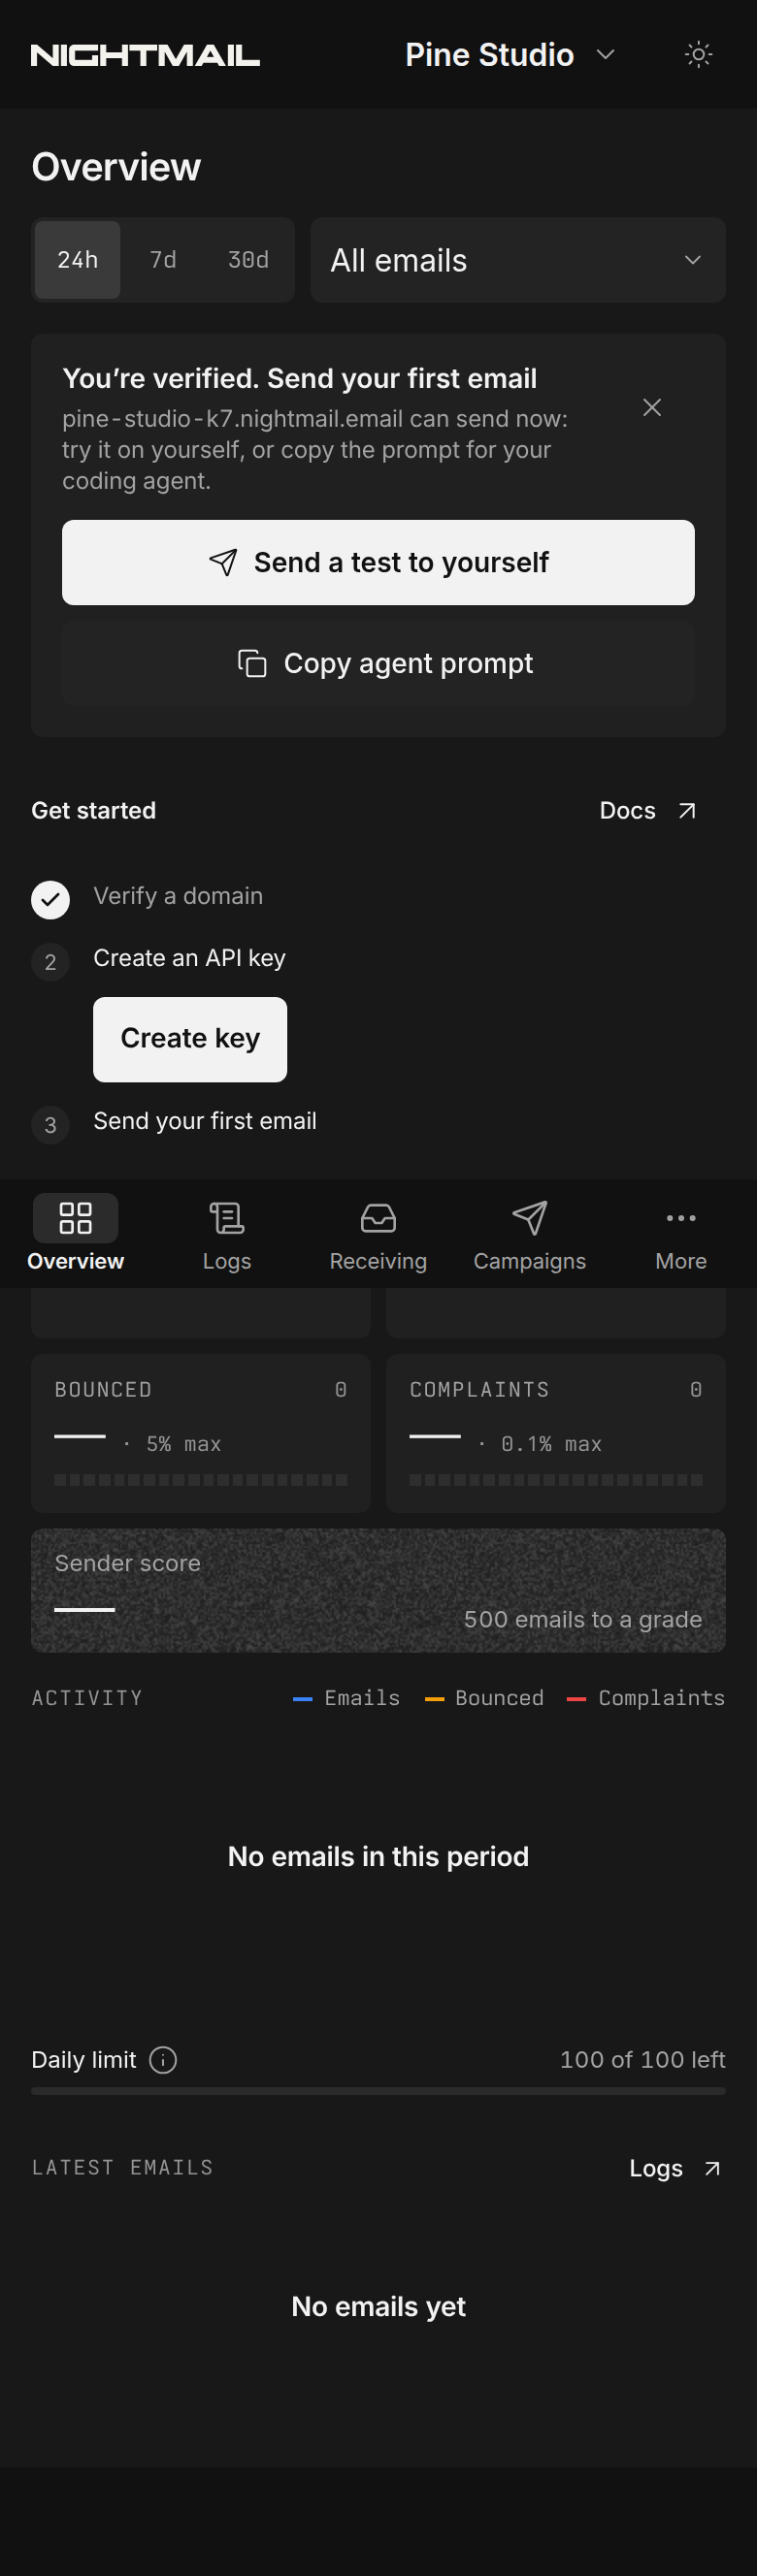 NIGHTMAIL
Pine Studio
Overview
24h 7d 30d
All emails
You’re verified. Send your first email
pine-studio-k7.nightmail.email can send now:
try it on yourself, or copy the prompt for your
coding agent.
Send a test to yourself
Copy agent prompt
Get started
Docs
Verify a domain
2 Create an API key
Create key
3 Send your first email
Overview Logs Receiving Campaigns More
BOUNCED 0
— · 5% max
COMPLAINTS 0
— · 0.1% max
Sender score
— 500 emails to a grade
ACTIVITY Emails Bounced Complaints
No emails in this period
Daily limit 100 of 100 left
LATEST EMAILS Logs
No emails yet